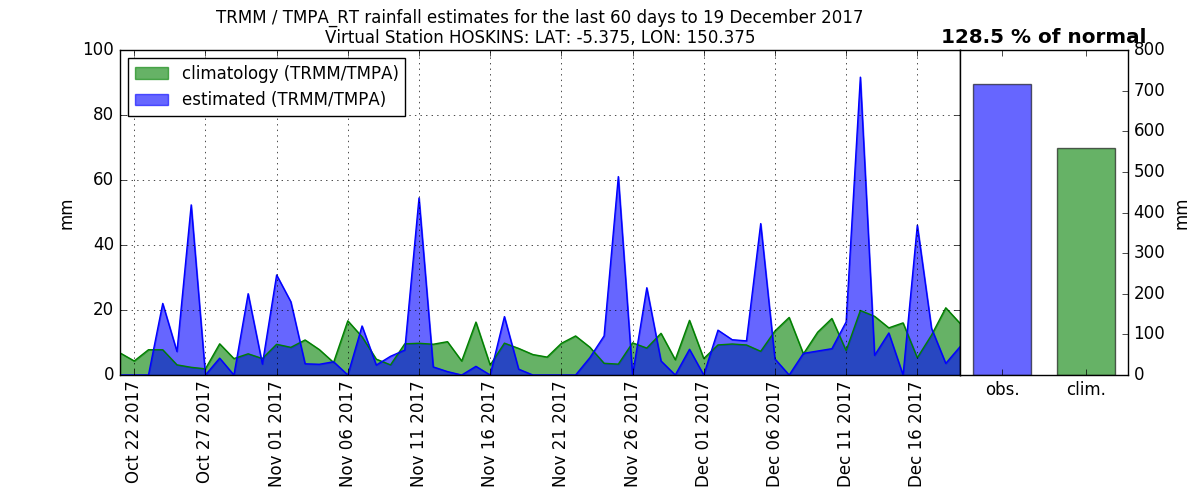 TRMM / TMPA_RT rainfall estimates for the last 60 days to 19 December 2017
Virtual Station HOSKINS: LAT: -5.375, LON: 150.375
128.5 % of normal
climatology (TRMM/TMPA)
estimated (TRMM/TMPA)
100
80
60
40
20
0
mm
Oct 22 2017
Oct 27 2017
Nov 01 2017
Nov 06 2017
Nov 11 2017
Nov 16 2017
Nov 21 2017
Nov 26 2017
Dec 01 2017
Dec 06 2017
Dec 11 2017
Dec 16 2017
800
700
600
500
400
300
200
100
0
mm
obs.
clim.